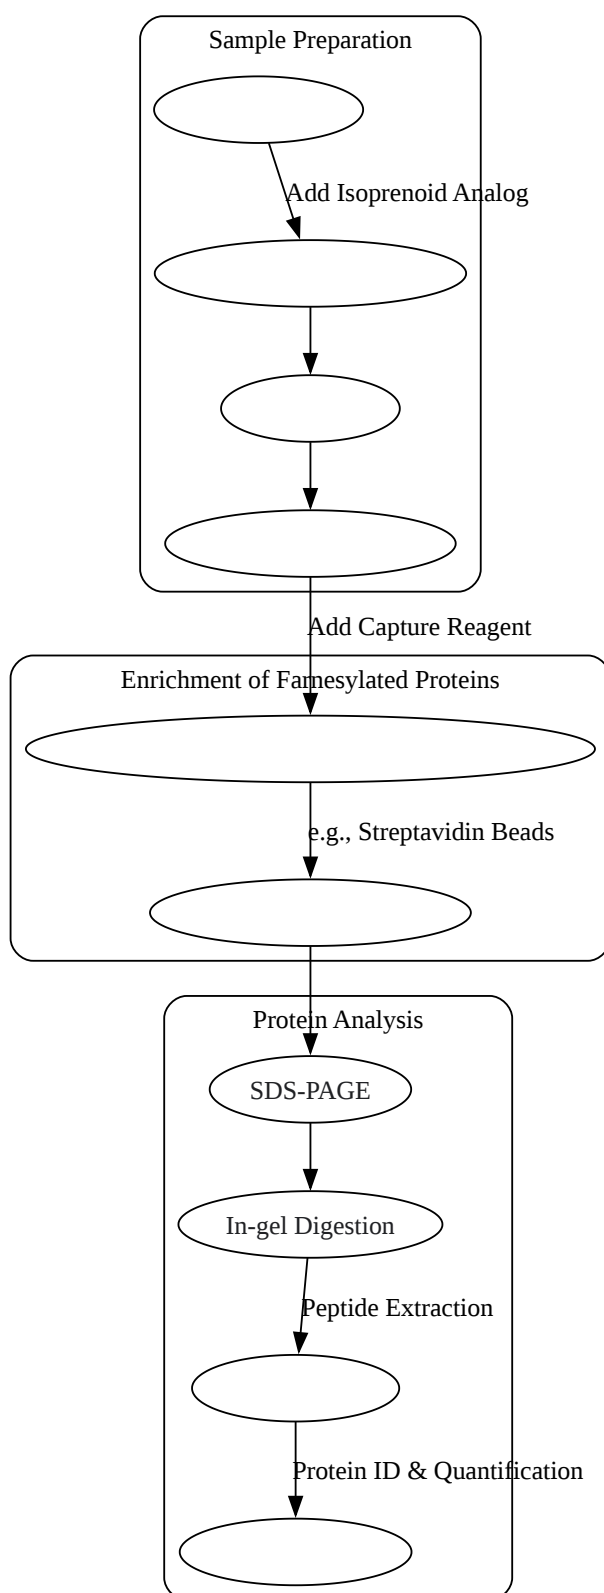 Sample Preparation
Add Isoprenoid Analog
Add Capture Reagent
Enrichment of Farnesylated Proteins
e.g., Streptavidin Beads
Protein Analysis
SDS-PAGE
In-gel Digestion
Peptide Extraction
Protein ID & Quantification